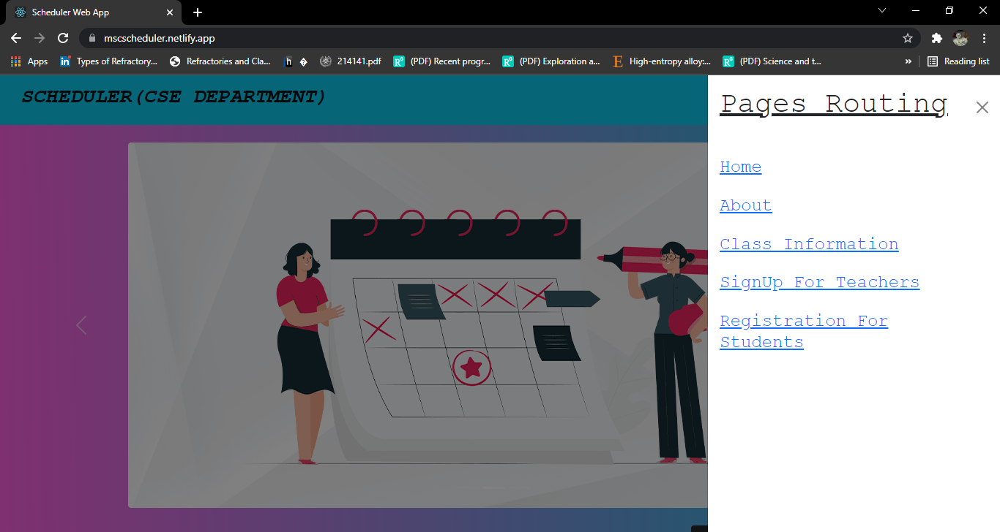 Scheduler Web App
mscscheduler.netlify.app
Apps
Types of Refractory...
Refractories and Cla...
214141.pdf
(PDF) Recent progr...
(PDF) Exploration a...
High-entropy alloy:...
(PDF) Science and t...
Reading list
SCHEDULER(CSE DEPARTMENT)
Pages Routing
Home
About
Class Information
SignUp For Teachers
Registration For
Students